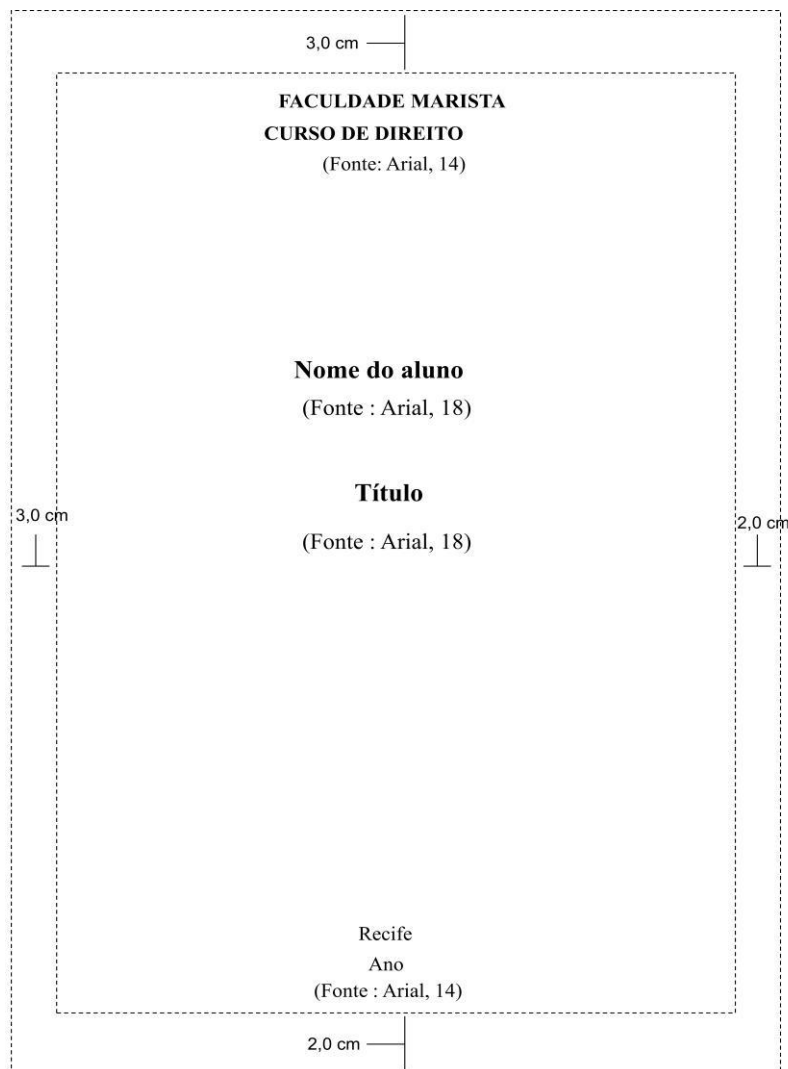 3,0 cm
FACULDADE MARISTA
CURSO DE DIREITO
(Fonte: Arial, 14)
Nome do aluno
(Fonte : Arial, 18)
Título
3,0 cm
2,0 cm
(Fonte : Arial, 18)
Recife
Ano
(Fonte : Arial, 14)
2,0 cm